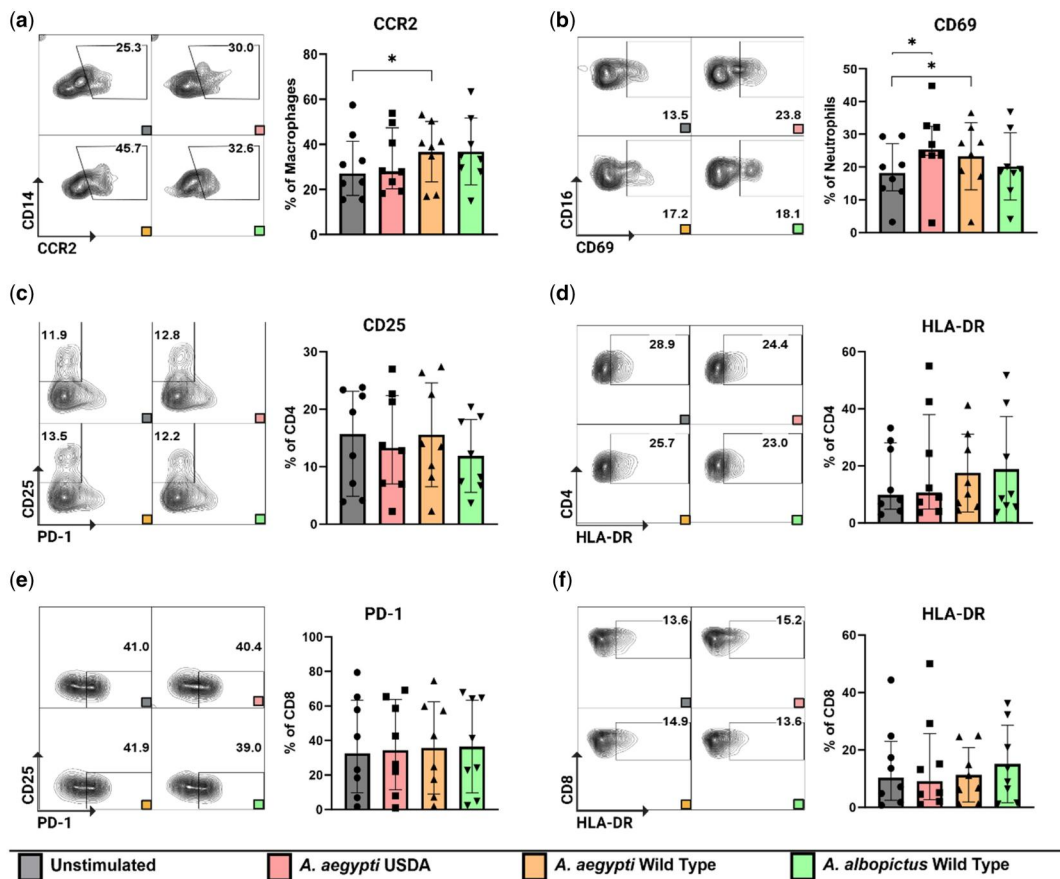 (a)
CCR2
25.3
30.0
45.7
32.6
CD14
CCR2
% of Macrophages
80
60
40
20
0
*
(b)
CD69
13.5
23.8
17.2
18.1
CD16
CD69
% of Neutrophils
50
40
30
20
10
0
*
*
(c)
CD25
11.9
12.8
13.5
12.2
CD25
PD-1
% of CD4
30
20
10
0
(d)
HLA-DR
28.9
24.4
25.7
23.0
CD4
HLA-DR
% of CD4
60
40
20
0
(e)
PD-1
41.0
40.4
41.9
39.0
CD25
PD-1
% of CD8
100
80
60
40
20
0
(f)
HLA-DR
13.6
15.2
14.9
13.6
CD8
HLA-DR
% of CD8
60
40
20
0
Unstimulated
A. aegypti USDA
A. aegypti Wild Type
A. albopictus Wild Type